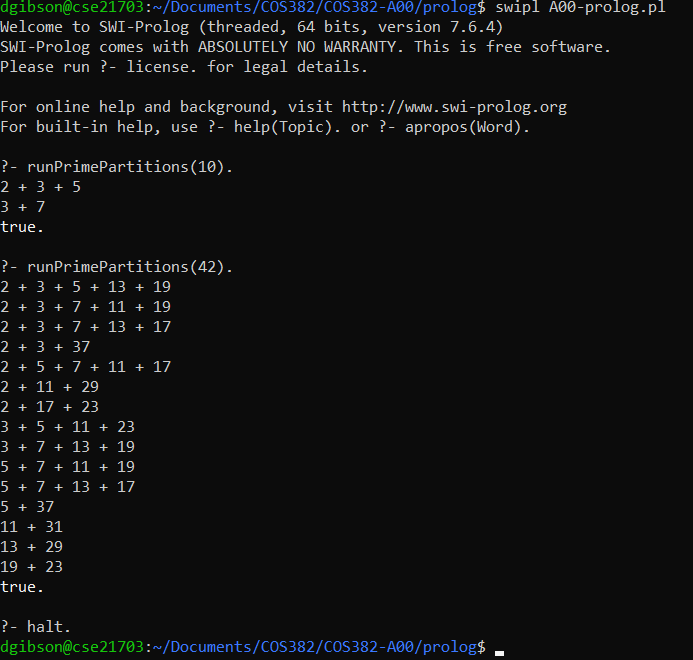 dgibson@cse21703:~/Documents/COS382/COS382-A00/prolog$ swipl A00-prolog.pl
Welcome to SWI-Prolog (threaded, 64 bits, version 7.6.4)
SWI-Prolog comes with ABSOLUTELY NO WARRANTY. This is free software.
Please run ?- license. for legal details.
For online help and background, visit http://www.swi-prolog.org
For built-in help, use ?- help(Topic). or ?- apropos(Word).
?- runPrimePartitions(10).
2 + 3 + 5
3 + 7
true.
?- runPrimePartitions(42).
2 + 3 + 5 + 13 + 19
2 + 3 + 7 + 11 + 19
2 + 3 + 7 + 13 + 17
2 + 3 + 37
2 + 5 + 7 + 11 + 17
2 + 11 + 29
2 + 17 + 23
3 + 5 + 11 + 23
3 + 7 + 13 + 19
5 + 7 + 11 + 19
5 + 7 + 13 + 17
5 + 37
11 + 31
13 + 29
19 + 23
true.
?- halt.
dgibson@cse21703:~/Documents/COS382/COS382-A00/prolog$